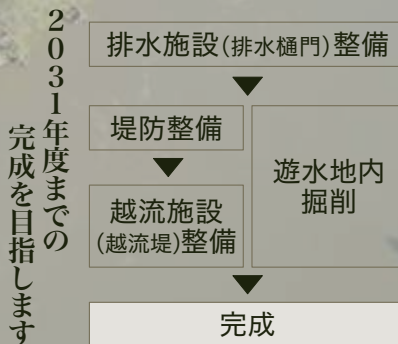 2031年度までの
完成を目指します
排水施設(排水樋門)整備
堤防整備
越流施設
(越流堤)整備
遊水地内
掘削
完成